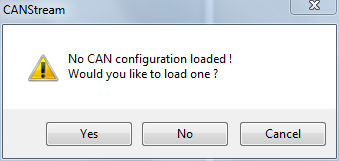 CANStream
No CAN configuration loaded !
Would you like to load one ?
Yes
No
Cancel